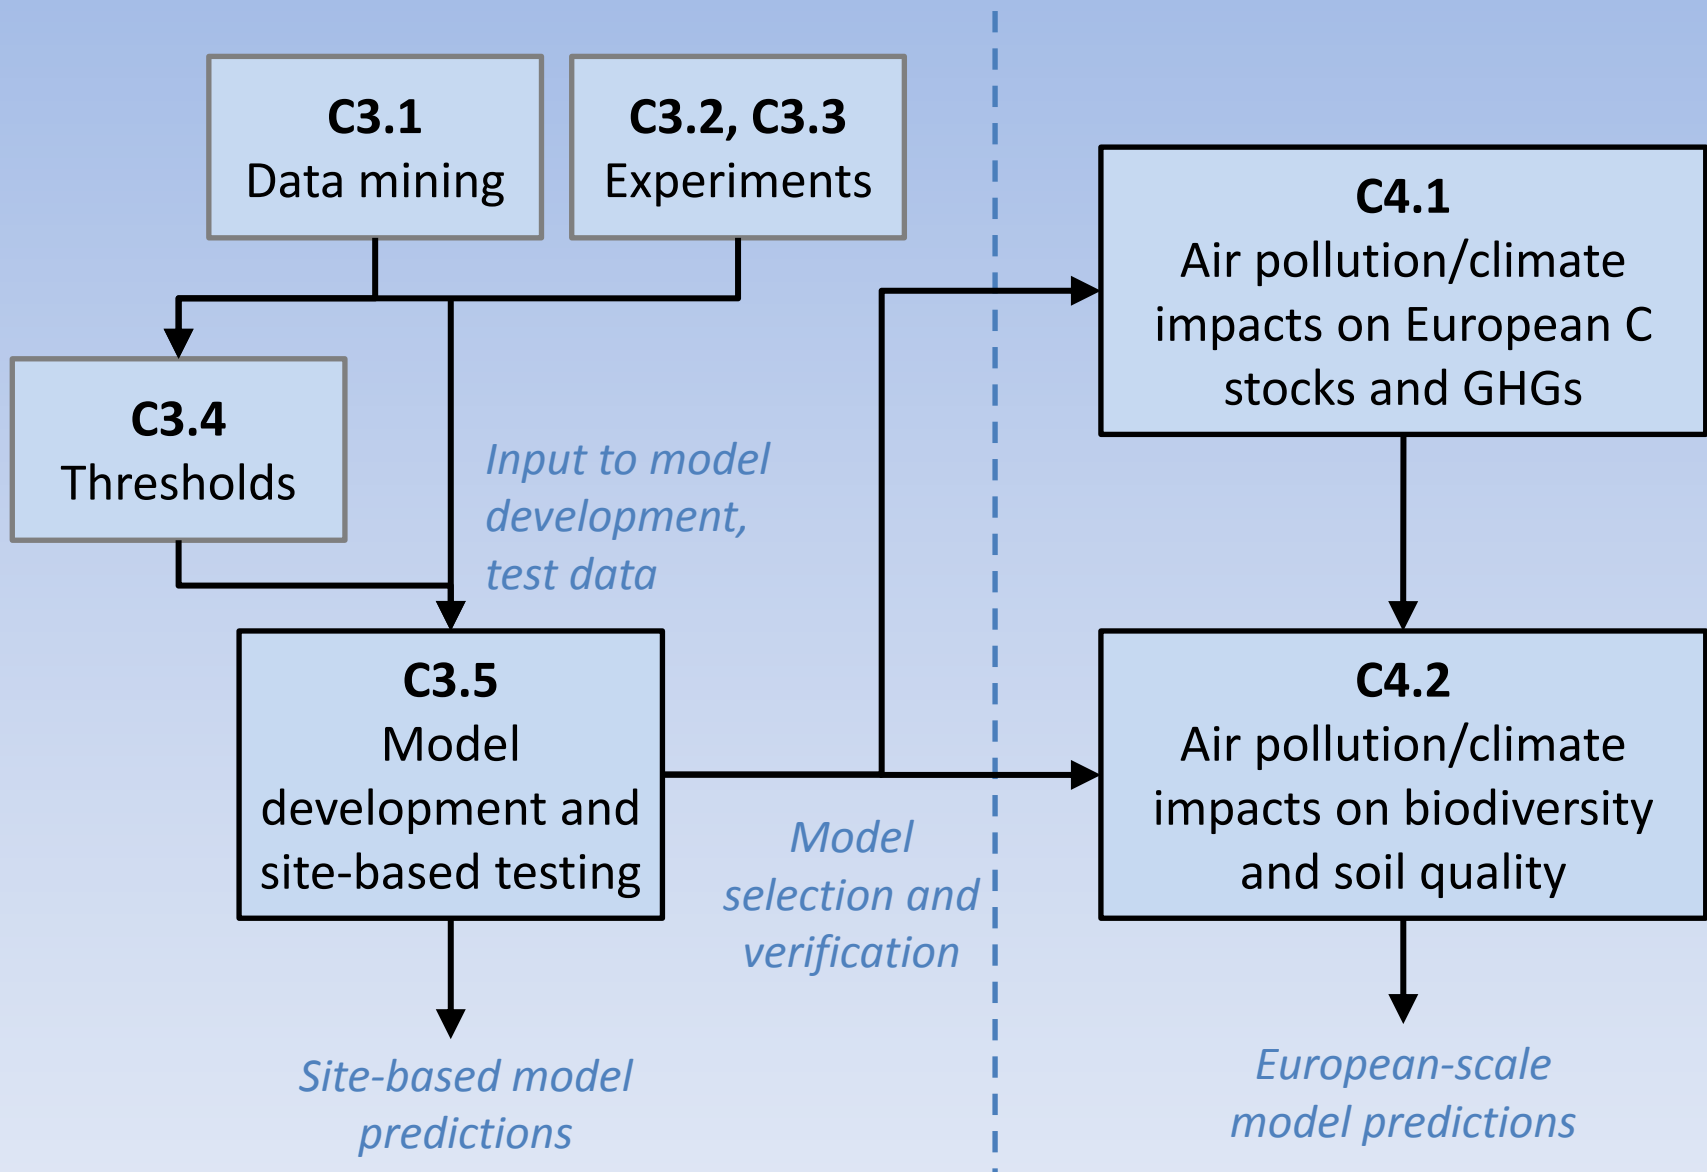 C3.1
Data mining
C3.2, C3.3
Experiments
C4.1
Air pollution/climate
impacts on European C
stocks and GHGs
C3.4
Thresholds
Input to model
development,
test data
C3.5
Model
development and
site-based testing
C4.2
Air pollution/climate
impacts on biodiversity
and soil quality
Model
selection and
verification
Site-based model
predictions
European-scale
model predictions